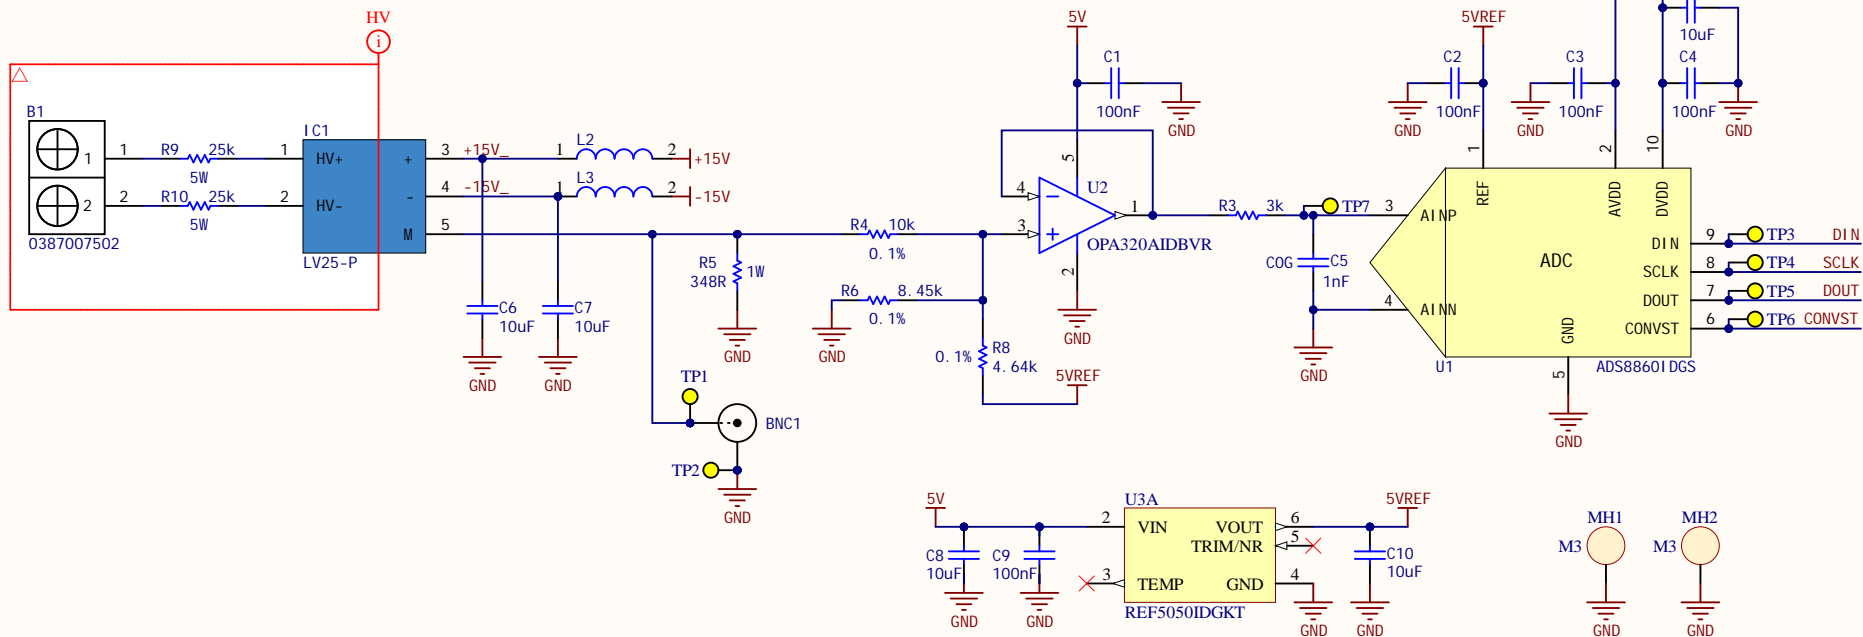 HV
i
B1
1
2
0387007502
1
2
R9 25k
5W
R10 25k
5W
1
2
IC1
HV+
HV-
+
-
M
LV25-P
3
4
5
+15V_
-15V_
1
L2
2
+15V
1
L3
2
-15V
C6
10uF
GND
C7
10uF
GND
R5
348R
1W
GND
TP1
BNC1
TP2
GND
R4 10k
0.1%
R6 8.45k
0.1%
GND
0.1%
R8
4.64k
5VREF
5V
C1
100nF
GND
5
4
3
2
1
U2
OPA320AIDBVR
GND
R3 3k
TP7
COG
C5
1nF
GND
5VREF
C2
100nF
GND
C3
100nF
GND
10uF
C4
100nF
GND
1
2
10
3
4
REF
AVDD
DVDD
AINP
AINN
ADC
GND
DIN
SCLK
DOUT
CONVST
9
8
7
6
5
TP3
TP4
TP5
TP6
DIN
SCLK
DOUT
CONVST
U1
ADS8860IDGS
GND
5V
C8
10uF
GND
C9
100nF
GND
U3A
2
VIN
VOUT
6
TRIM/NR
5
3
TEMP
GND
4
REF5050IDGKT
GND
5VREF
C10
10uF
GND
MH1
M3
GND
MH2
M3
GND